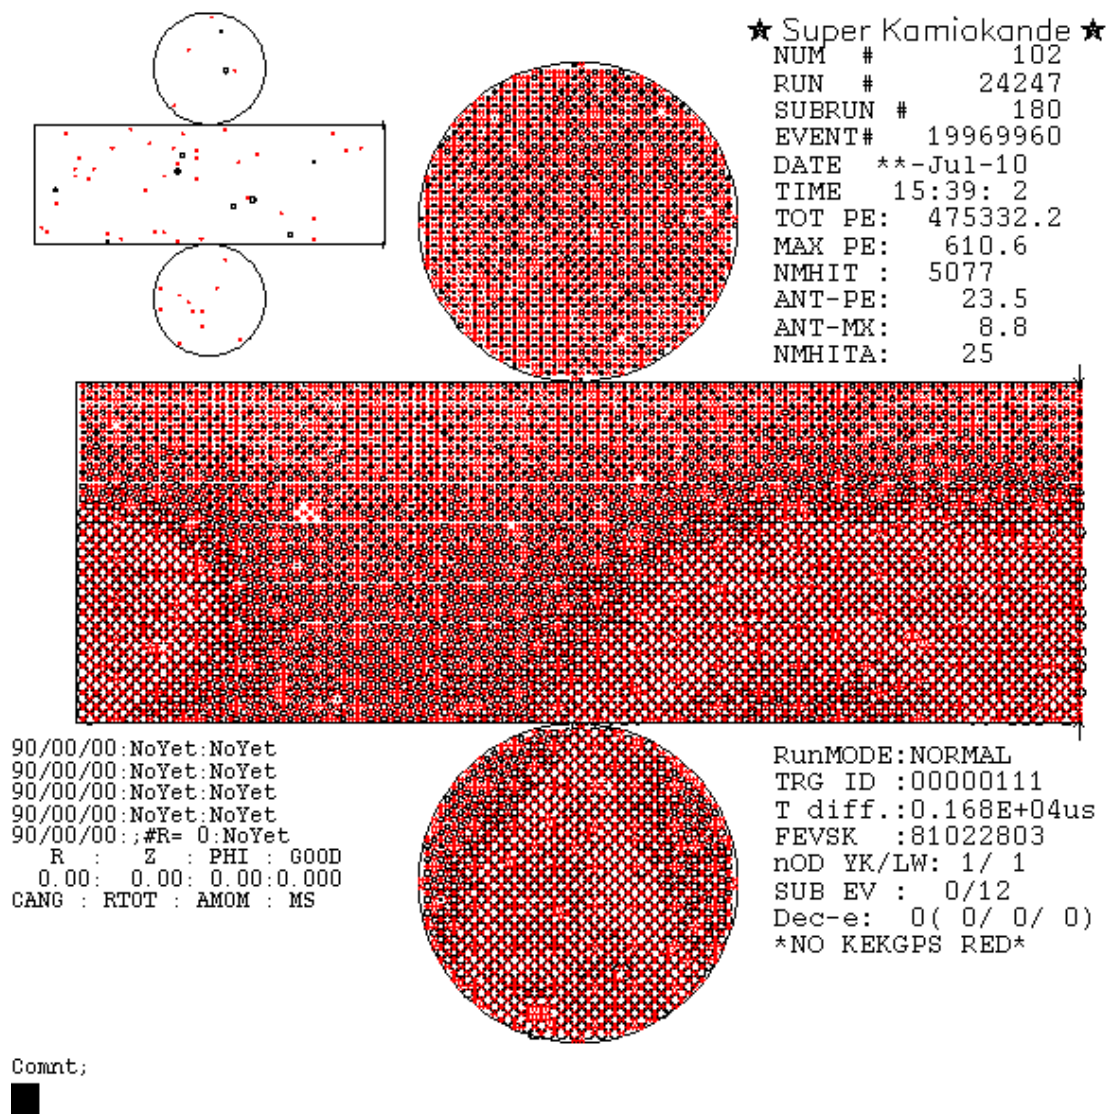 ★ Super Kamiokande ★
NUM # 102
RUN # 24247
SUBRUN # 180
EVENT# 19969960
DATE **-Jul-10
TIME 15:39: 2
TOT PE: 475332.2
MAX PE: 610.6
NMHIT : 5077
ANT-PE: 23.5
ANT-MX: 8.8
NMHITA: 25
90/00/00:NoYet:NoYet
90/00/00:NoYet:NoYet
90/00/00:NoYet:NoYet
90/00/00:NoYet:NoYet
90/00/00:;#R= 0:NoYet
R : Z : PHI : GOOD
0.00: 0.00: 0.00:0.000
CANG : RTOT : AMOM : MS
RunMODE:NORMAL
TRG ID :00000111
T diff.:0.168E+04us
FEVSK :81022803
nOD YK/LW: 1/ 1
SUB EV : 0/12
Dec-e: 0( 0/ 0/ 0)
*NO KEKGPS RED*
Comnt;